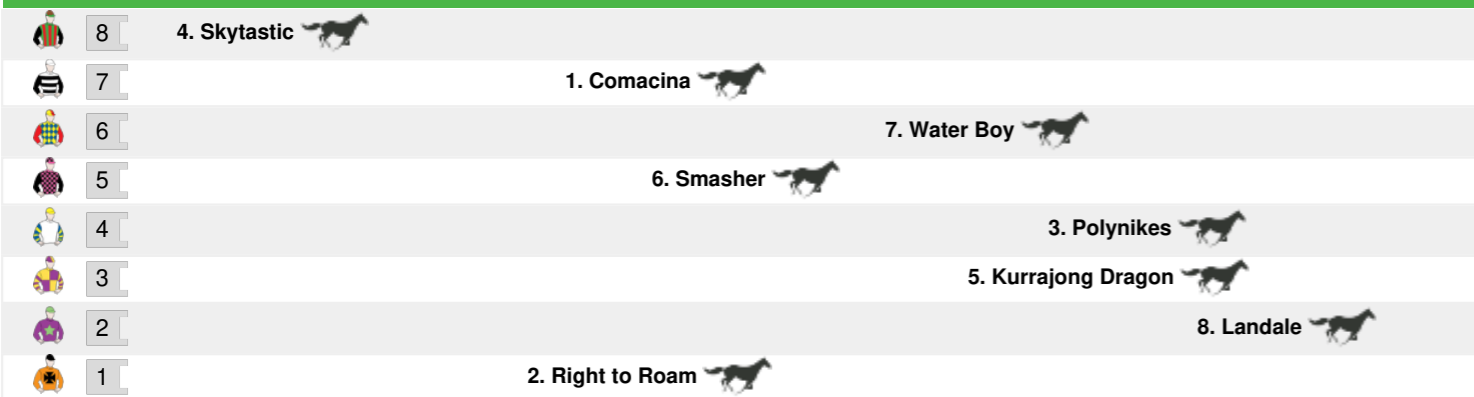 8 4. Skytastic
7 1. Comacina
6 7. Water Boy
5 6. Smasher
4 3. Polynikes
3 5. Kurrajong Dragon
2 8. Landale
1 2. Right to Roam